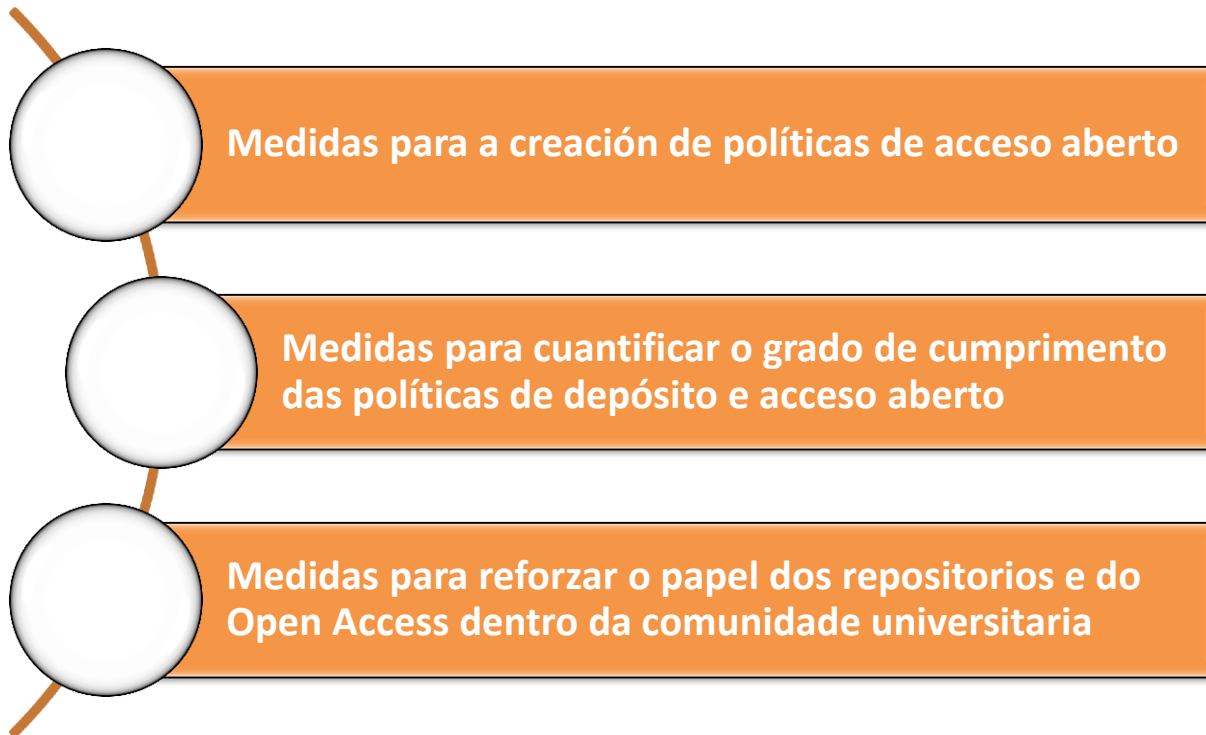 Medidas para a creación de políticas de acceso aberto
Medidas para cuantificar o grado de cumprimento
das políticas de depósito e acceso aberto
Medidas para reforzar o papel dos repositorios e do
Open Access dentro da comunidade universitaria